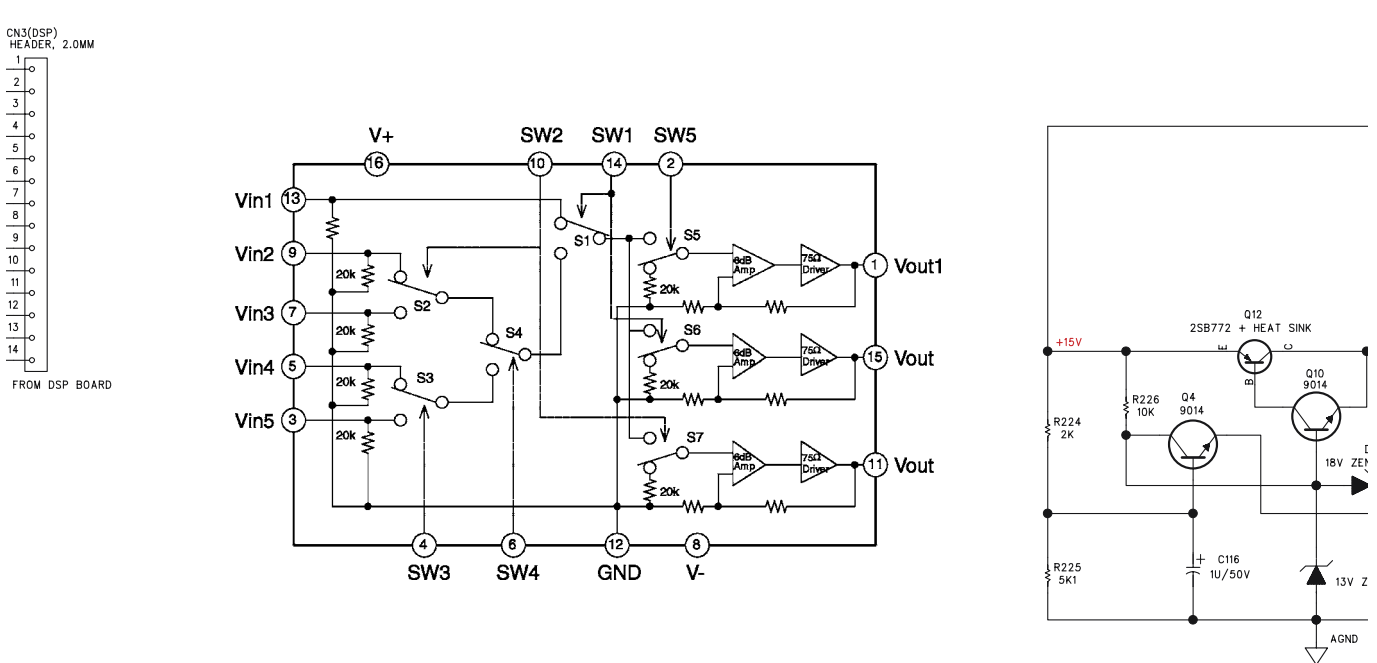 CN3(DSP)
HEADER, 2.0MM
1
2
3
4
5
6
7
8
9
10
11
12
13
14
FROM DSP BOARD
V+
SW2
SW1
SW5
16
10
14
2
Vin1
13
Vin2
9
20k
Vin3
7
20k
Vin4
5
20k
Vin5
3
20k
S2
S3
S4
S1
S5
20k
6dB
Amp
75Ω
Driver
1
Vout1
S6
20k
6dB
Amp
75Ω
Driver
15
Vout
S7
20k
6dB
Amp
75Ω
Driver
11
Vout
4
6
12
8
SW3
SW4
GND
V-
Q12
2SB772 + HEAT SINK
+15V
E
C
B
Q10
9014
R226
10K
Q4
9014
R224
2K
18V ZEN
R225
5K1
+
C116
1U/50V
13V Z
AGND